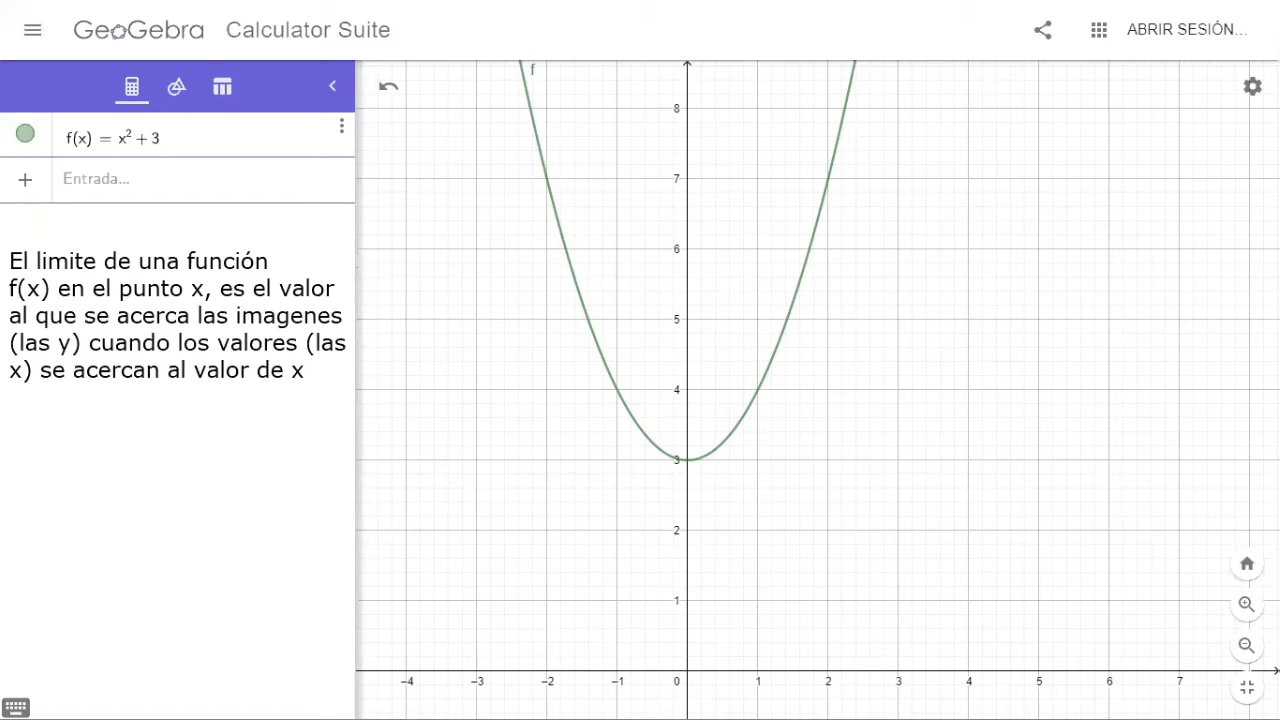 GeoGebra Calculator Suite ABRIR SESIÓN...
f(x) = x² + 3
Entrada...
El limite de una función
f(x) en el punto x, es el valor
al que se acerca las imagenes
(las y) cuando los valores (las
x) se acercan al valor de x
f
8
7
6
5
4
3
2
1
–4 –3 –2 –1 0 1 2 3 4 5 6 7